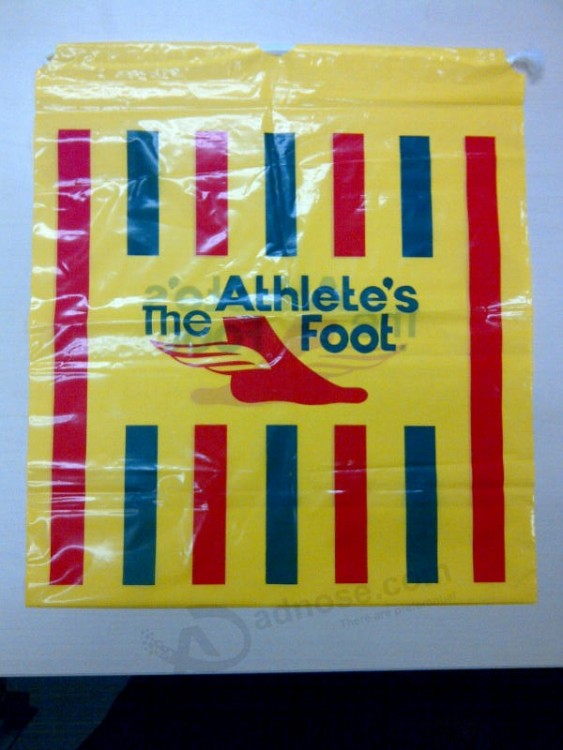 The Athlete's
Foot
adnose.com